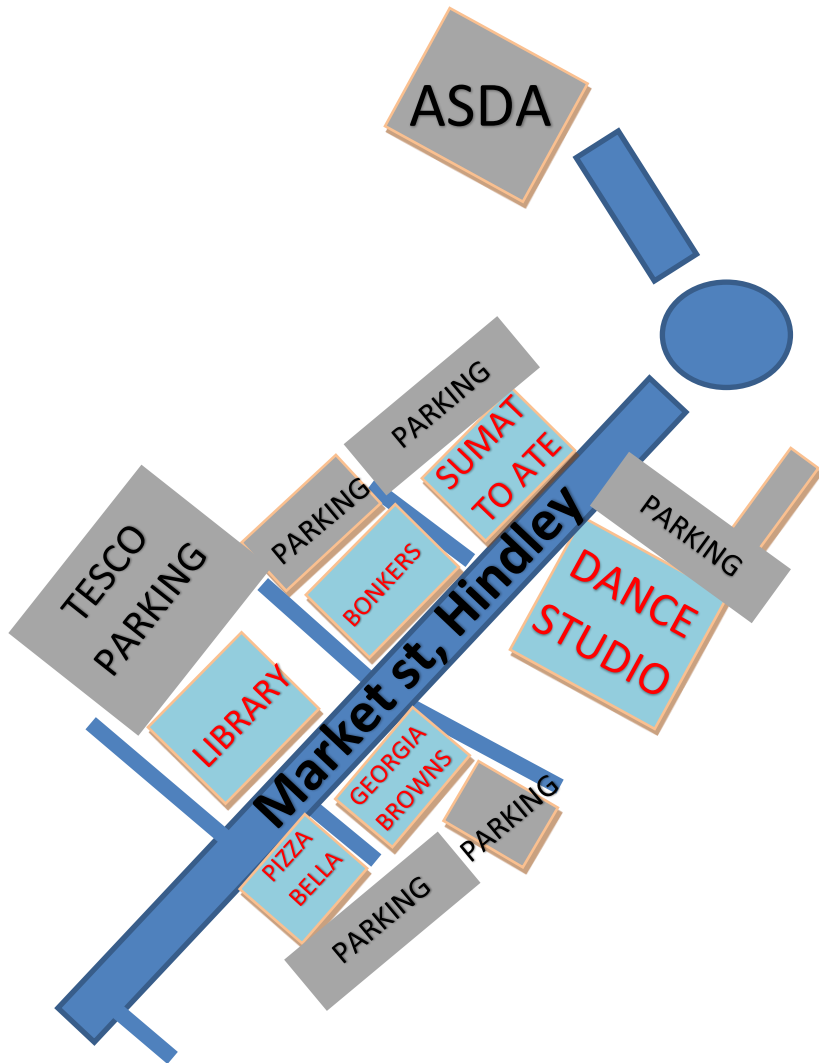 ASDA
PARKING
SUMAT
TO ATE
PARKING
PARKING
TESCO
PARKING
BONKERS
Market st, Hindley
DANCE
STUDIO
LIBRARY
GEORGIA
BROWNS
PARKING
PIZZA
BELLA
PARKING